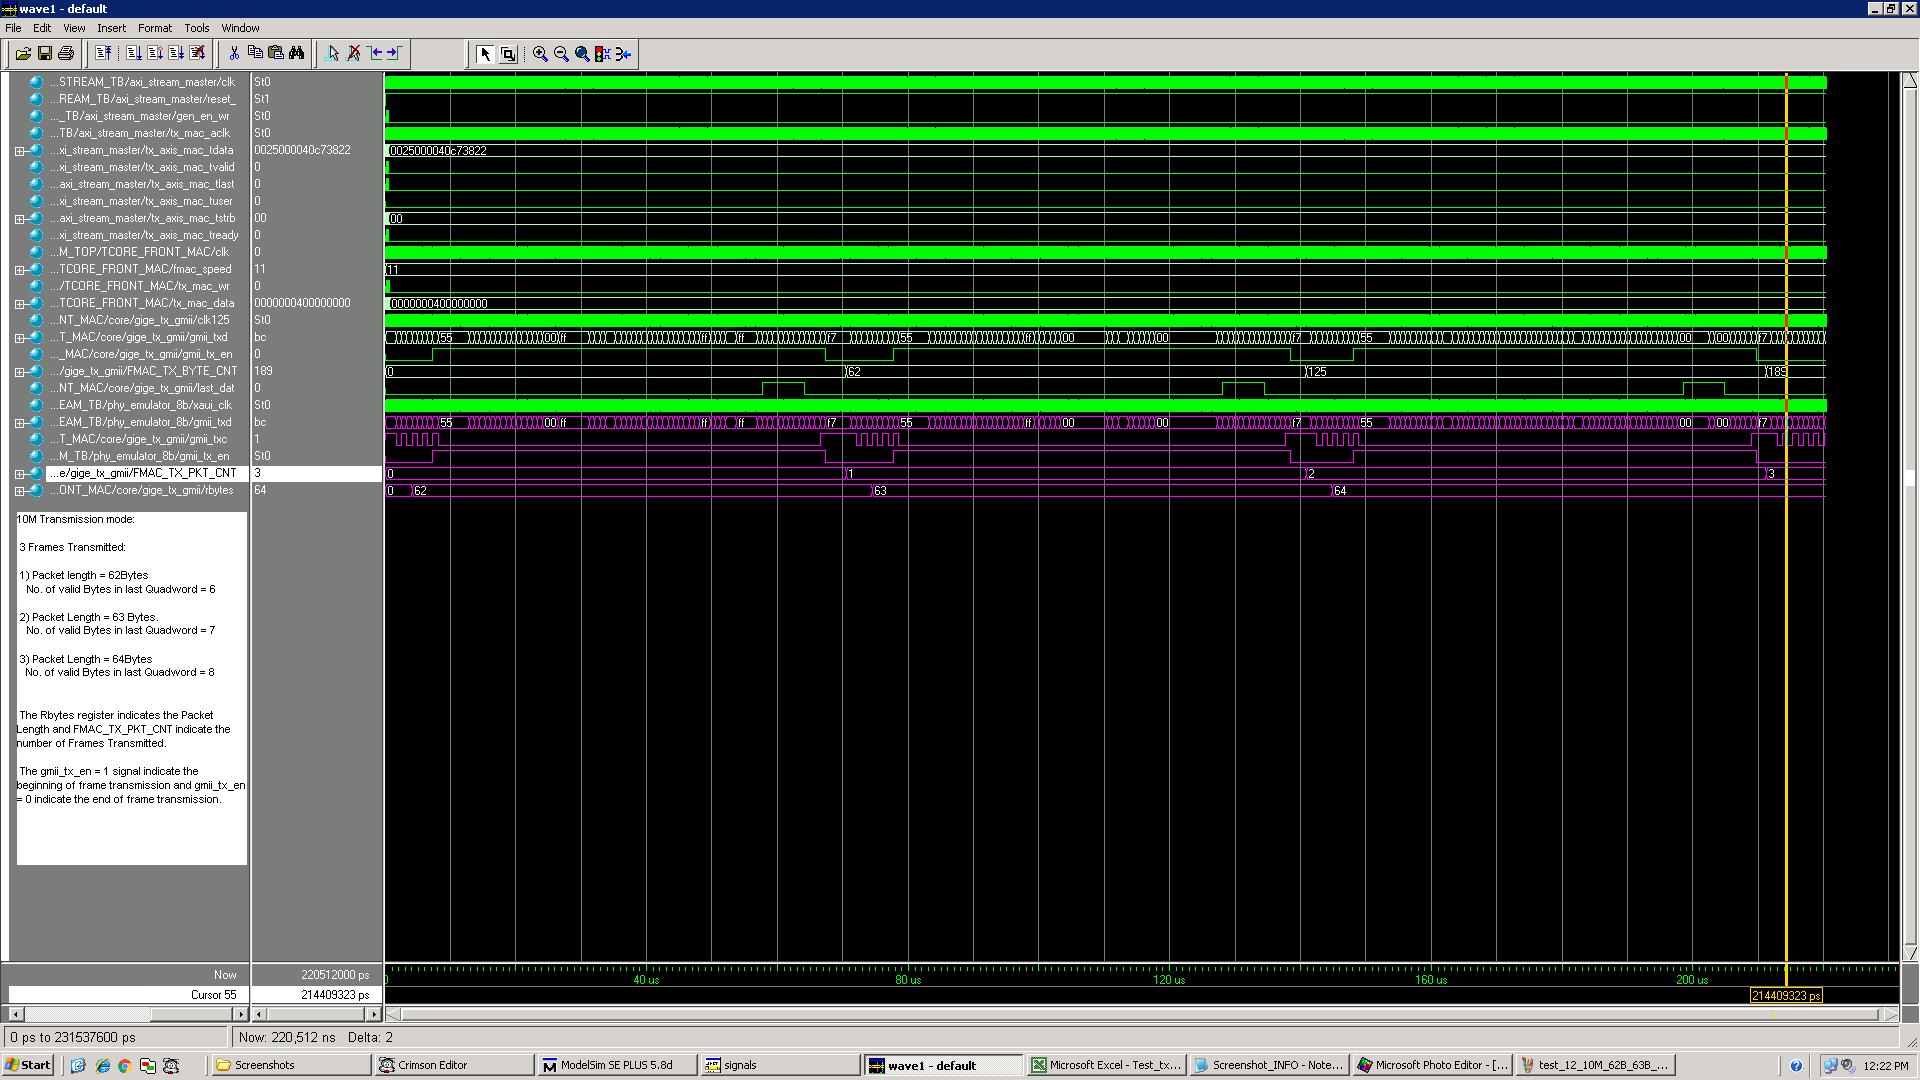 wave1 - default
File Edit View Insert Format Tools Window
...STREAM_TB/axi_stream_master/clk St0
...REAM_TB/axi_stream_master/reset_ St1
..._TB/axi_stream_master/gen_en_wr St0
...TB/axi_stream_master/tx_mac_aclk St0
...xi_stream_master/tx_axis_mac_tdata 0025000040c73822 0025000040c73822
...xi_stream_master/tx_axis_mac_tvalid 0
...axi_stream_master/tx_axis_mac_tlast 0
...xi_stream_master/tx_axis_mac_tuser 0
...axi_stream_master/tx_axis_mac_tstrb 00 00
...xi_stream_master/tx_axis_mac_tready 0
...M_TOP/TCORE_FRONT_MAC/clk 0
...TCORE_FRONT_MAC/fmac_speed 11 11
.../TCORE_FRONT_MAC/tx_mac_wr 0
...TCORE_FRONT_MAC/tx_mac_data 0000000400000000 0000000400000000
...NT_MAC/core/gige_tx_gmii/clk125 St0
...T_MAC/core/gige_tx_gmii/gmii_txd bc 55 00 ff ff ff f7 55 ff 00 00 f7 55 00 00 f7
..._MAC/core/gige_tx_gmii/gmii_tx_en 0
.../gige_tx_gmii/FMAC_TX_BYTE_CNT 189 0 62 125 189
...NT_MAC/core/gige_tx_gmii/last_dat 0
...EAM_TB/phy_emulator_8b/xaui_clk St0
...EAM_TB/phy_emulator_8b/gmii_txd bc 55 00 ff ff ff f7 55 ff 00 00 f7 55 00 00 f7
...T_MAC/core/gige_tx_gmii/gmii_txc 1
...M_TB/phy_emulator_8b/gmii_tx_en St0
...e/gige_tx_gmii/FMAC_TX_PKT_CNT 3 0 1 2 3
...ONT_MAC/core/gige_tx_gmii/rbytes 64 0 62 63 64
10M Transmission mode:
3 Frames Transmitted:
1) Packet length = 62Bytes
No. of valid Bytes in last Quadword = 6
2) Packet Length = 63 Bytes.
No. of valid Bytes in last Quadword = 7
3) Packet Length = 64Bytes
No. of valid Bytes in last Quadword = 8
The Rbytes register indicates the Packet
Length and FMAC_TX_PKT_CNT indicate the
number of Frames Transmitted.
The gmii_tx_en = 1 signal indicate the
beginning of frame transmission and gmii_tx_en
= 0 indicate the end of frame transmission.
Now 220512000 ps 40 us 80 us 120 us 160 us 200 us
Cursor 55 214409323 ps 214409323 ps
0 ps to 231537600 ps Now: 220,512 ns Delta: 2
Start Screenshots Crimson Editor ModelSim SE PLUS 5.8d signals wave1 - default Microsoft Excel - Test_tx... Screenshot_INFO - Note... Microsoft Photo Editor - [... test_12_10M_62B_63B_... 12:22 PM